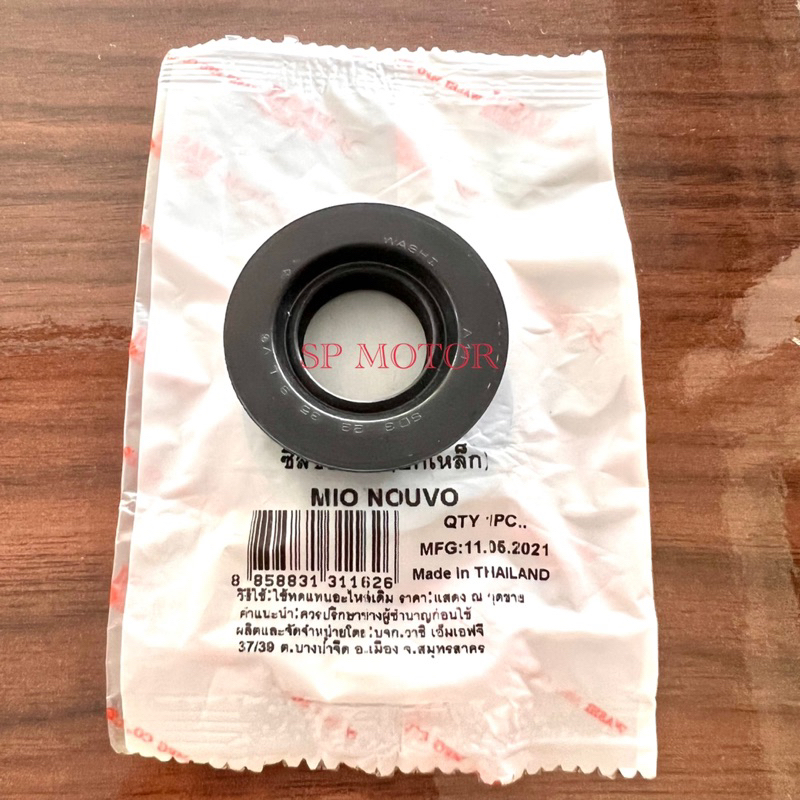 WASHI
SP MOTOR
MIO NOUVO
QTY 1PC.
MFG:11.05.2021
8 858831 311626
Made in THAILAND
วิธีใช้:ใช้ทดแทนอะไหล่เดิม ราคา:แสดง ณ จุดขาย
คำแนะนำ:ควรปรึกษาช่างผู้ชำนาญก่อนใช้
ผลิตและจัดจำหน่ายโดย:บจก.วาชิ เอ็มเอฟจี
37/39 ต.บางน้ำจืด อ.เมือง จ.สมุทรสาคร